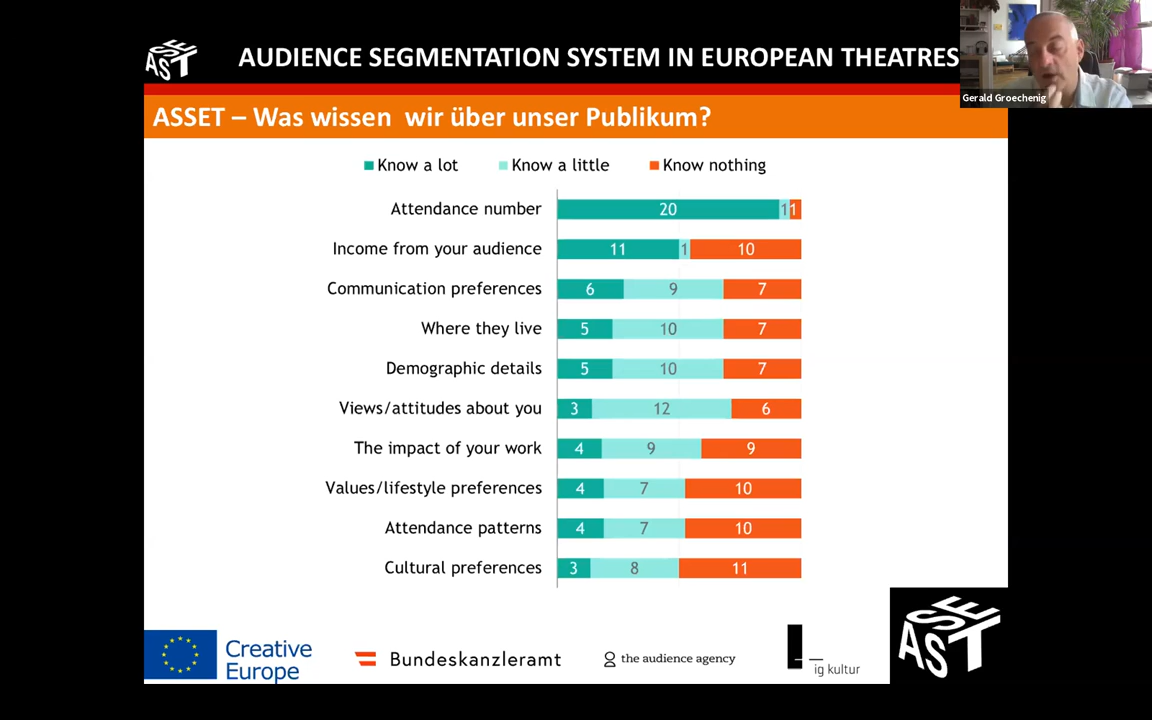 ASSET
AUDIENCE SEGMENTATION SYSTEM IN EUROPEAN THEATRES
Gerald Groechenig
ASSET – Was wissen wir über unser Publikum?
Know a lot Know a little Know nothing
Attendance number 20 1 1
Income from your audience 11 1 10
Communication preferences 6 9 7
Where they live 5 10 7
Demographic details 5 10 7
Views/attitudes about you 3 12 6
The impact of your work 4 9 9
Values/lifestyle preferences 4 7 10
Attendance patterns 4 7 10
Cultural preferences 3 8 11
Creative
Europe
Bundeskanzleramt
the audience agency
ig kultur
ASSET